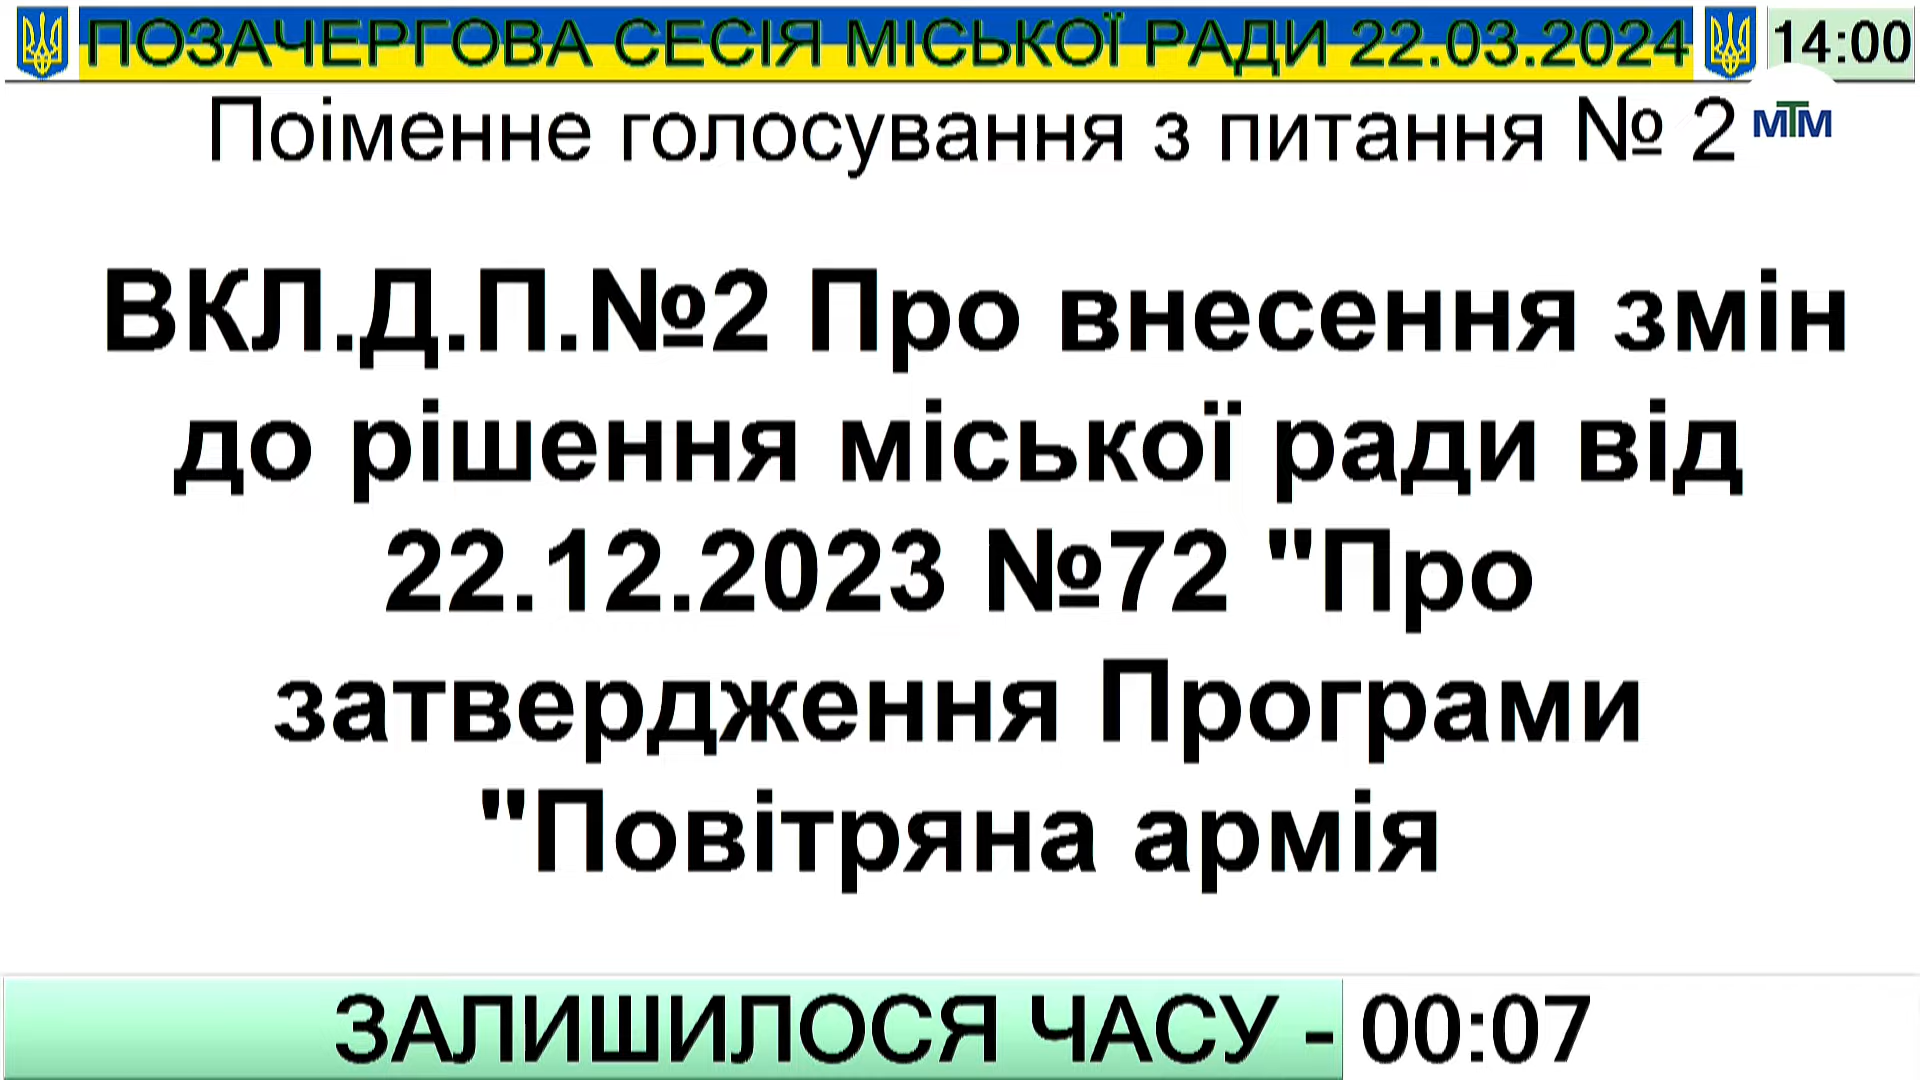 ПОЗАЧЕРГОВА СЕСІЯ МІСЬКОЇ РАДИ 22.03.2024 14:00
Поіменне голосування з питання № 2
МТМ
ВКЛ.Д.П.№2 Про внесення змін
до рішення міської ради від
22.12.2023 №72 "Про
затвердження Програми
"Повітряна армія
ЗАЛИШИЛОСЯ ЧАСУ - 00:07